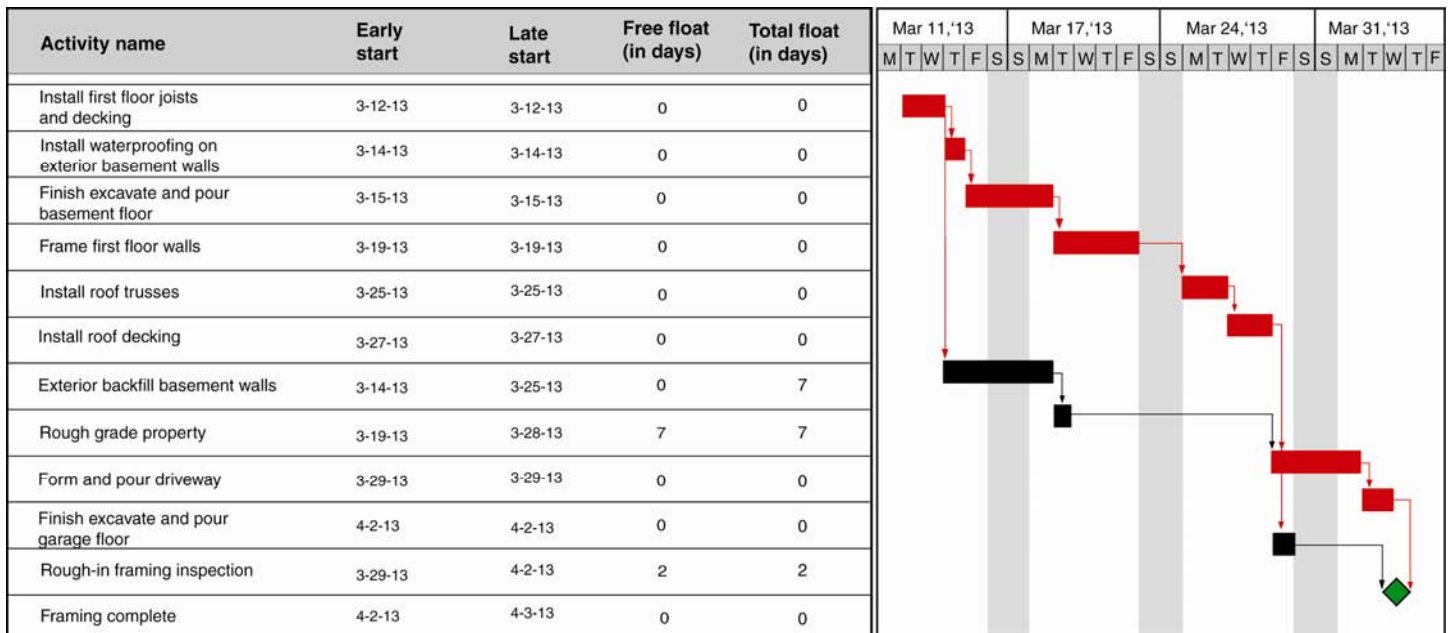 Activity name Early start Late start Free float (in days) Total float (in days)
Mar 11,'13 Mar 17,'13 Mar 24,'13 Mar 31,'13
M T W T F S S M T W T F S S M T W T F S S M T W T F
Install first floor joists and decking 3-12-13 3-12-13 0 0
Install waterproofing on exterior basement walls 3-14-13 3-14-13 0 0
Finish excavate and pour basement floor 3-15-13 3-15-13 0 0
Frame first floor walls 3-19-13 3-19-13 0 0
Install roof trusses 3-25-13 3-25-13 0 0
Install roof decking 3-27-13 3-27-13 0 0
Exterior backfill basement walls 3-14-13 3-25-13 0 7
Rough grade property 3-19-13 3-28-13 7 7
Form and pour driveway 3-29-13 3-29-13 0 0
Finish excavate and pour garage floor 4-2-13 4-2-13 0 0
Rough-in framing inspection 3-29-13 4-2-13 2 2
Framing complete 4-2-13 4-3-13 0 0